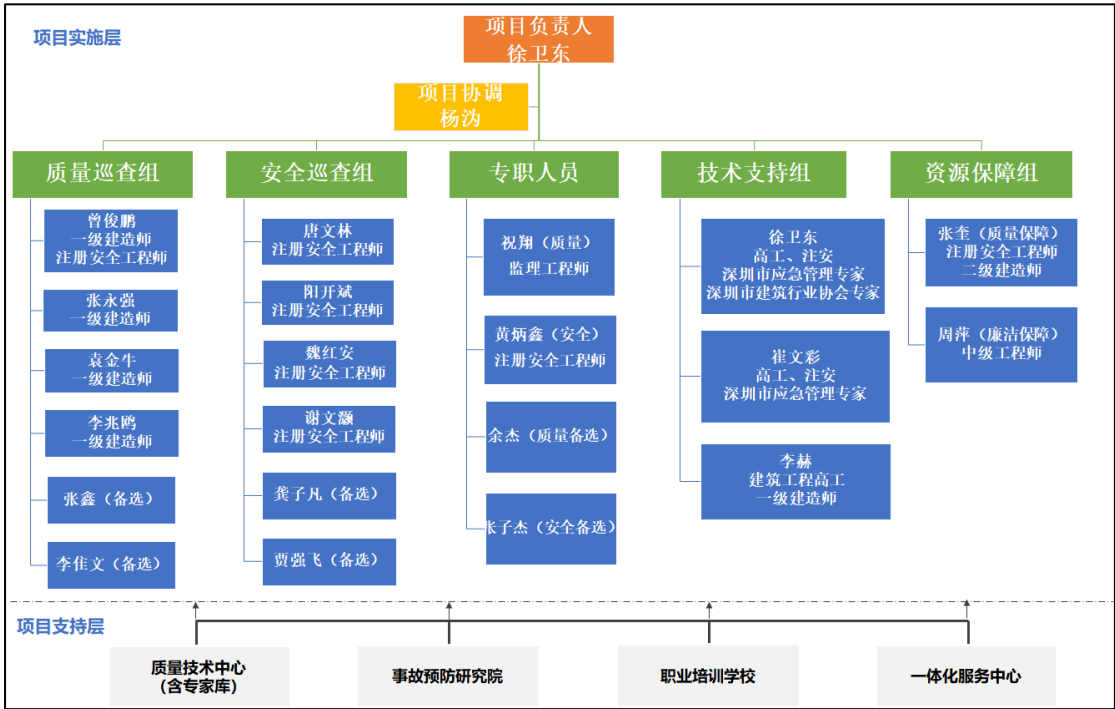 项目实施层
项目负责人
徐卫东
项目协调
杨沩
质量巡查组
曾俊鹏
一级建造师
注册安全工程师
张永强
一级建造师
袁金牛
一级建造师
李兆鸥
一级建造师
张鑫（备选）
李隹文（备选）
安全巡查组
唐文林
注册安全工程师
阳开斌
注册安全工程师
魏红安
注册安全工程师
谢文灏
注册安全工程师
龚子凡（备选）
贾强飞（备选）
专职人员
祝翔（质量）
监理工程师
黄炳鑫（安全）
注册安全工程师
余杰（质量备选）
张子杰（安全备选）
技术支持组
徐卫东
高工、注安
深圳市应急管理专家
深圳市建筑行业协会专家
崔文彩
高工、注安
深圳市应急管理专家
李赫
建筑工程高工
一级建造师
资源保障组
张奎（质量保障）
注册安全工程师
二级建造师
周萍（廉洁保障）
中级工程师
项目支持层
质量技术中心
（含专家库）
事故预防研究院
职业培训学校
一体化服务中心